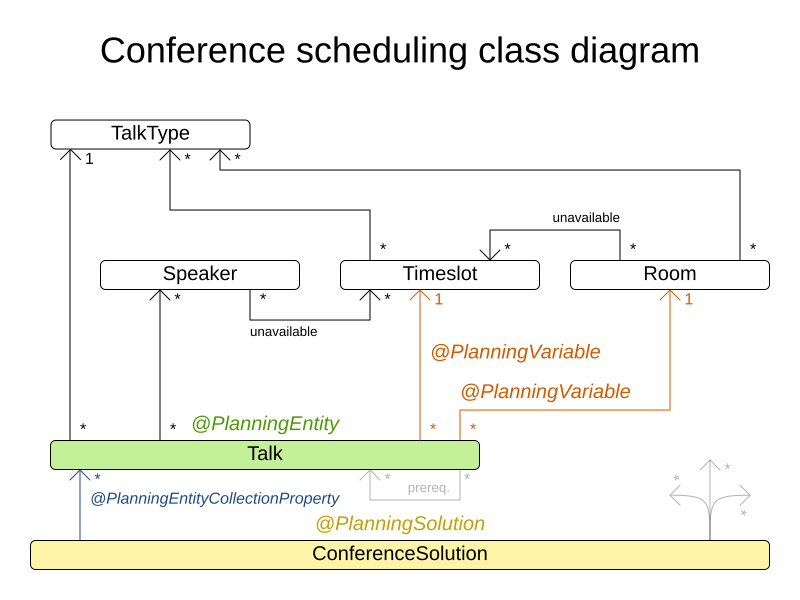 Conference scheduling class diagram
TalkType
1
*
*
unavailable
*
*
*
*
Speaker
Timeslot
Room
*
*
*
1
1
unavailable
@PlanningVariable
@PlanningVariable
*
*
@PlanningEntity
*
*
Talk
*
*
*
prereq.
*
*
*
@PlanningEntityCollectionProperty
@PlanningSolution
ConferenceSolution